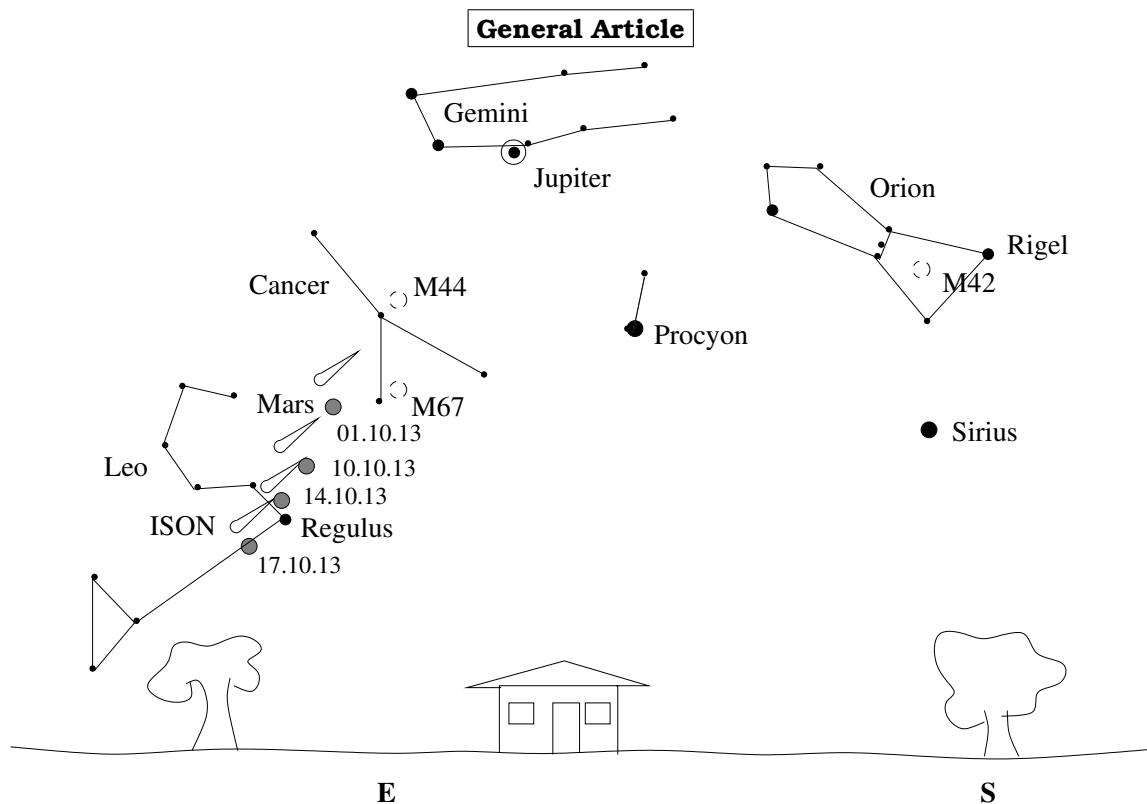 General Article
Gemini
Jupiter
Orion
Rigel
M42
Cancer
M44
Procyon
Mars
M67
01.10.13
Sirius
Leo
10.10.13
14.10.13
ISON
Regulus
17.10.13
E
S